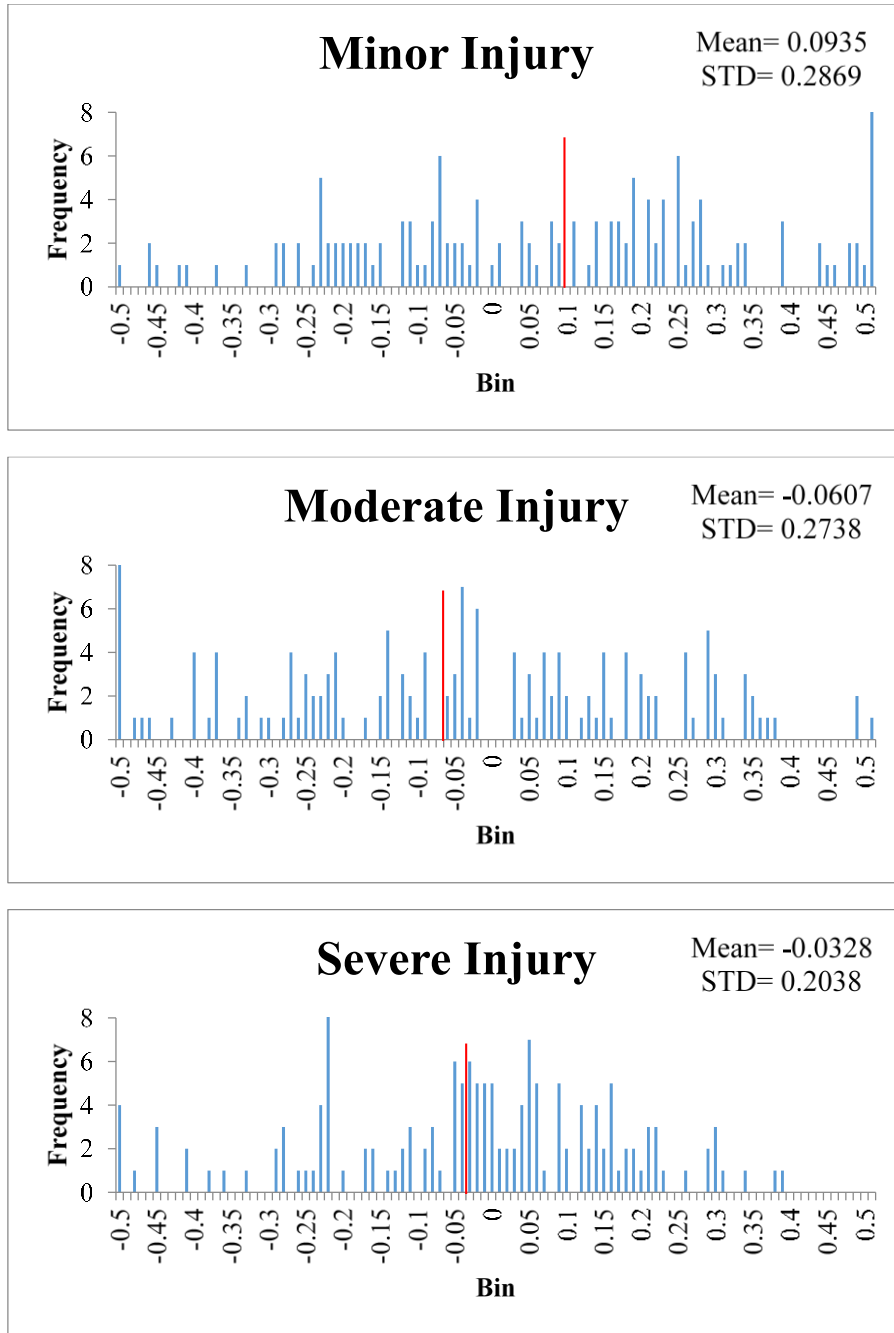 Minor Injury
Mean= 0.0935
STD= 0.2869
Frequency
8
6
4
2
0
-0.5 -0.45 -0.4 -0.35 -0.3 -0.25 -0.2 -0.15 -0.1 -0.05 0 0.05 0.1 0.15 0.2 0.25 0.3 0.35 0.4 0.45 0.5
Bin
Moderate Injury
Mean= -0.0607
STD= 0.2738
Frequency
8
6
4
2
0
-0.5 -0.45 -0.4 -0.35 -0.3 -0.25 -0.2 -0.15 -0.1 -0.05 0 0.05 0.1 0.15 0.2 0.25 0.3 0.35 0.4 0.45 0.5
Bin
Severe Injury
Mean= -0.0328
STD= 0.2038
Frequency
8
6
4
2
0
-0.5 -0.45 -0.4 -0.35 -0.3 -0.25 -0.2 -0.15 -0.1 -0.05 0 0.05 0.1 0.15 0.2 0.25 0.3 0.35 0.4 0.45 0.5
Bin